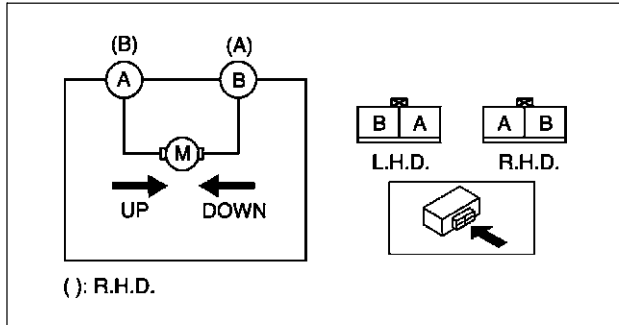 (B) (A)
A B
M
UP DOWN
( ): R.H.D.
B A
L.H.D.
A B
R.H.D.